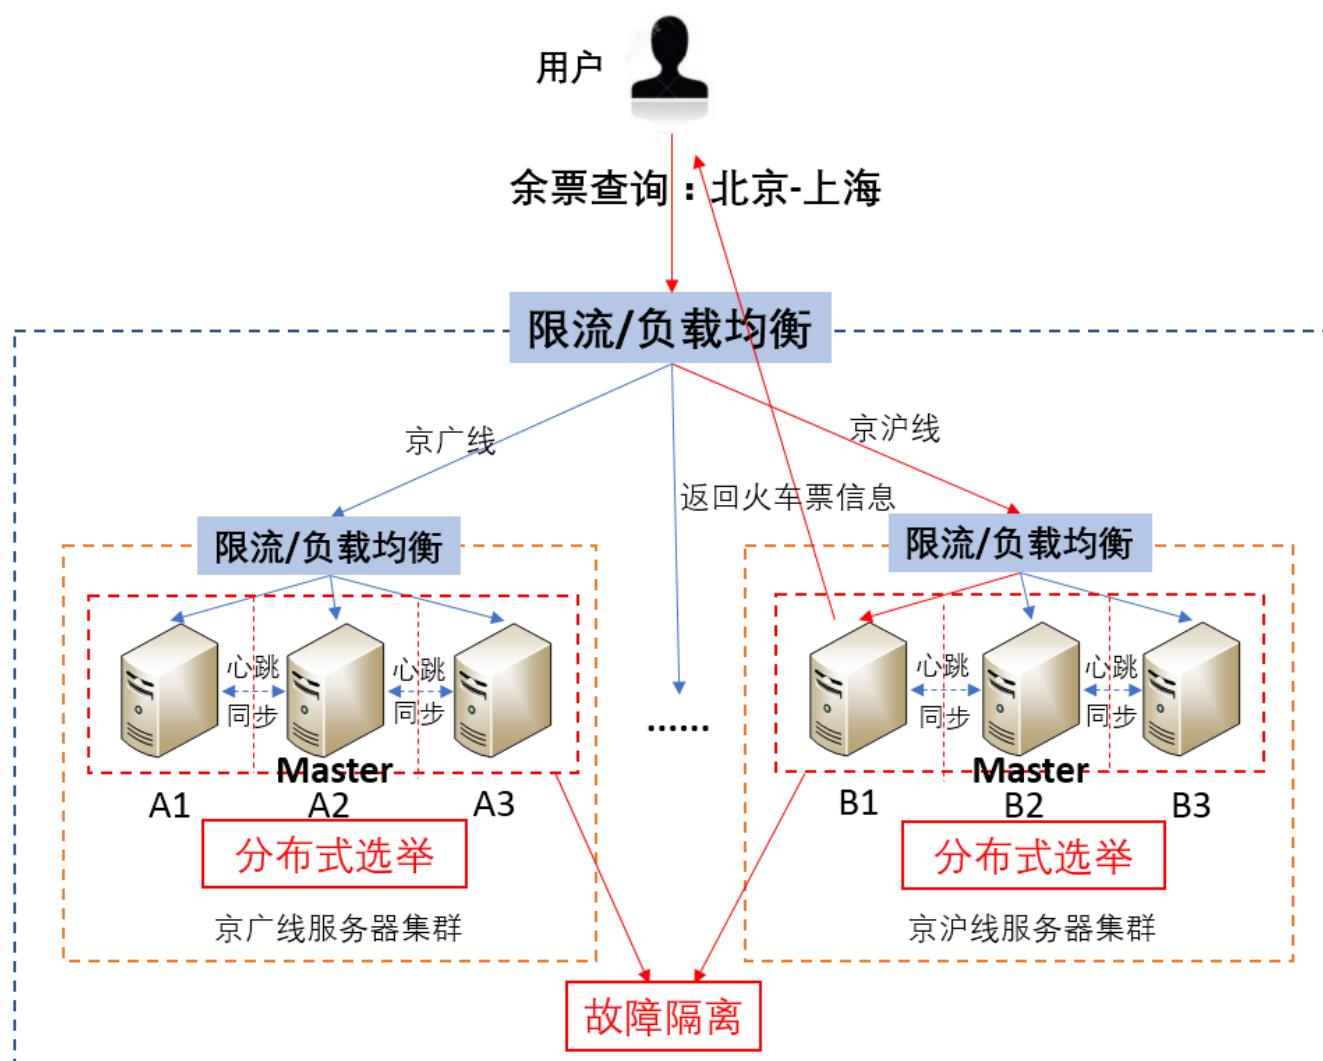 用户
余票查询：北京-上海
限流/负载均衡
京广线
京沪线
返回火车票信息
限流/负载均衡
限流/负载均衡
心跳
同步
心跳
同步
心跳
同步
心跳
同步
......
Master
Master
A1
A2
A3
B1
B2
B3
分布式选举
分布式选举
京广线服务器集群
京沪线服务器集群
故障隔离